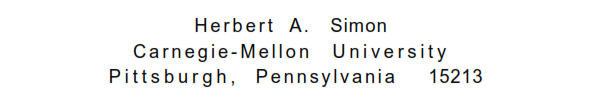 Herbert A. Simon
Carnegie-Mellon University
Pittsburgh, Pennsylvania 15213